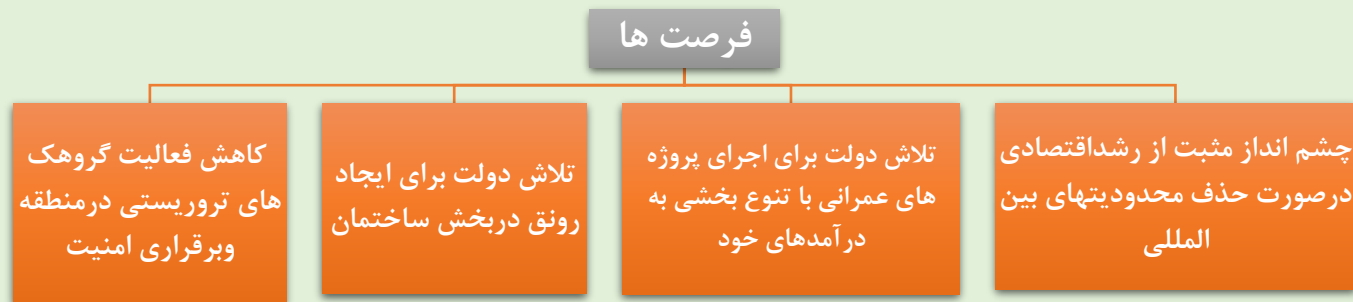 فرصت ها
چشم انداز مثبت از رشداقتصادی
درصورت حذف محدودیتهای بین
المللی
تلاش دولت برای اجرای پروژه
های عمرانی با تنوع بخشی به
درآمدهای خود
تلاش دولت برای ایجاد
رونق دربخش ساختمان
کاهش فعالیت گروهک
های تروریستی درمنطقه
وبرقراری امنیت